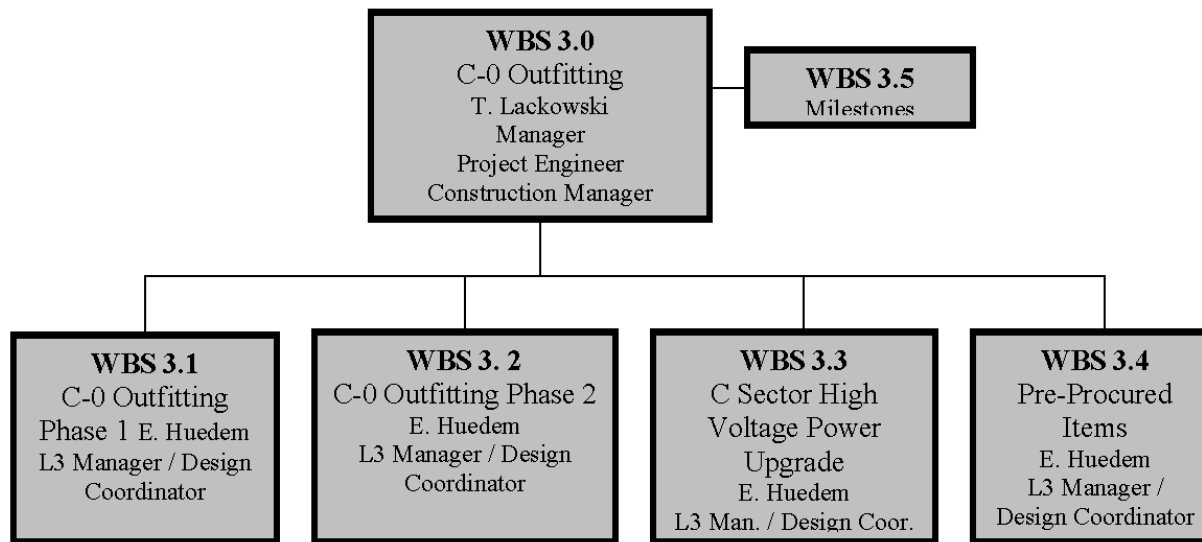 WBS 3.0
C-0 Outfitting
T. Lackowski
Manager
Project Engineer
Construction Manager
WBS 3.5
Milestones
WBS 3.1
C-0 Outfitting
Phase 1 E. Huedem
L3 Manager / Design
Coordinator
WBS 3. 2
C-0 Outfitting Phase 2
E. Huedem
L3 Manager / Design
Coordinator
WBS 3.3
C Sector High
Voltage Power
Upgrade
E. Huedem
L3 Man. / Design Coor.
WBS 3.4
Pre-Procured
Items
E. Huedem
L3 Manager /
Design Coordinator